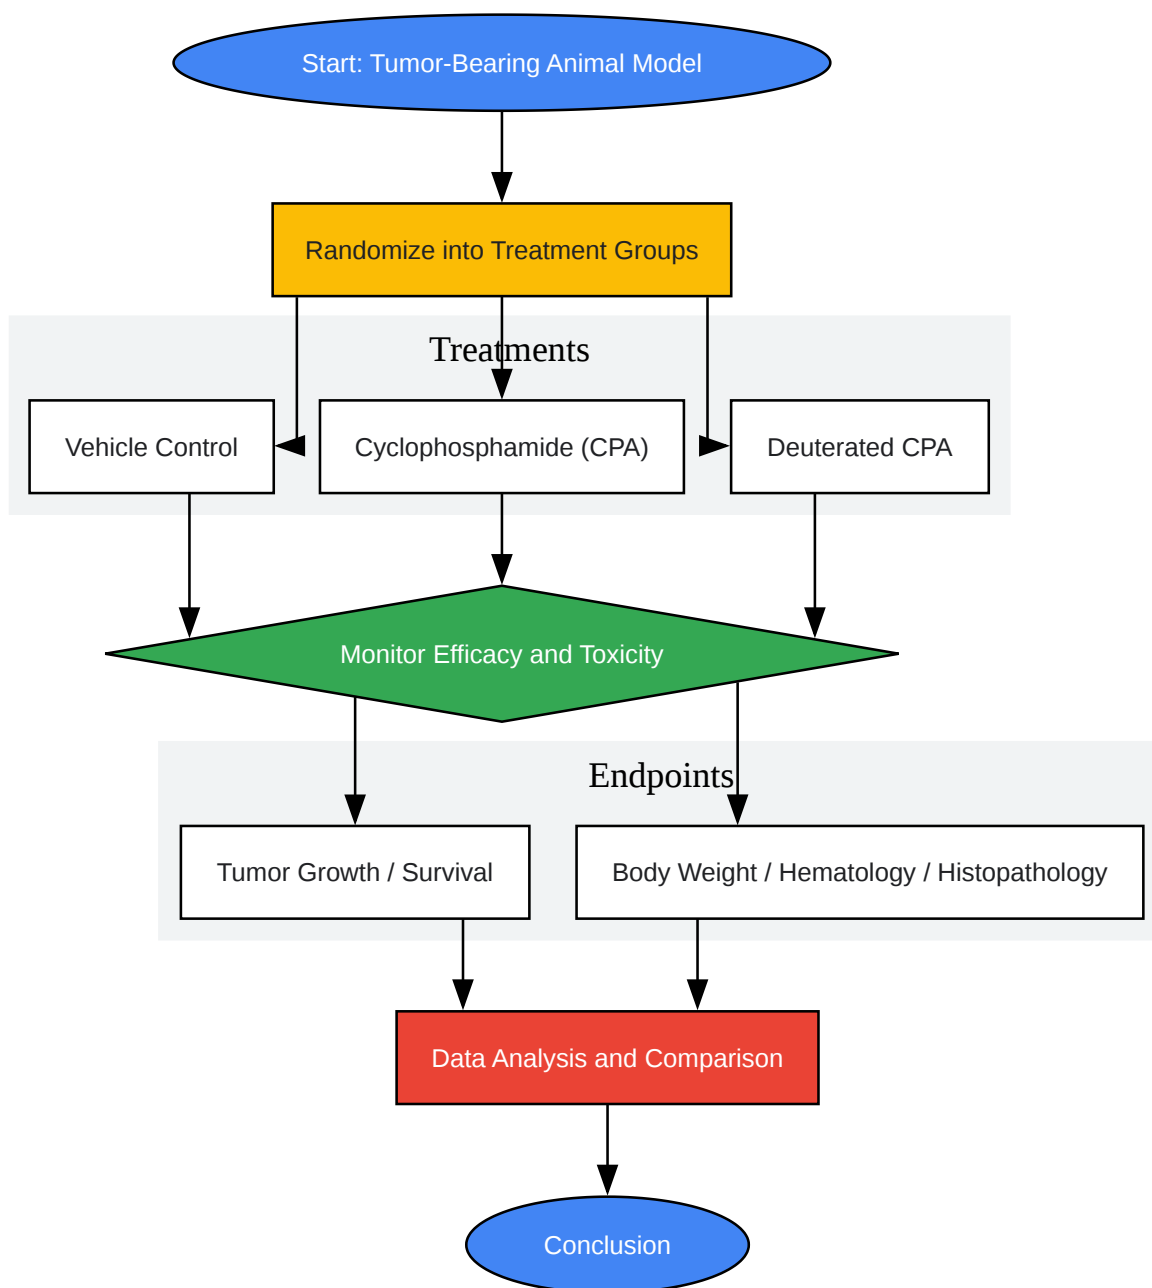 Start: Tumor-Bearing Animal Model
Randomize into Treatment Groups
Treatments
Vehicle Control
Cyclophosphamide (CPA)
Deuterated CPA
Monitor Efficacy and Toxicity
Endpoints
Tumor Growth / Survival
Body Weight / Hematology / Histopathology
Data Analysis and Comparison
Conclusion